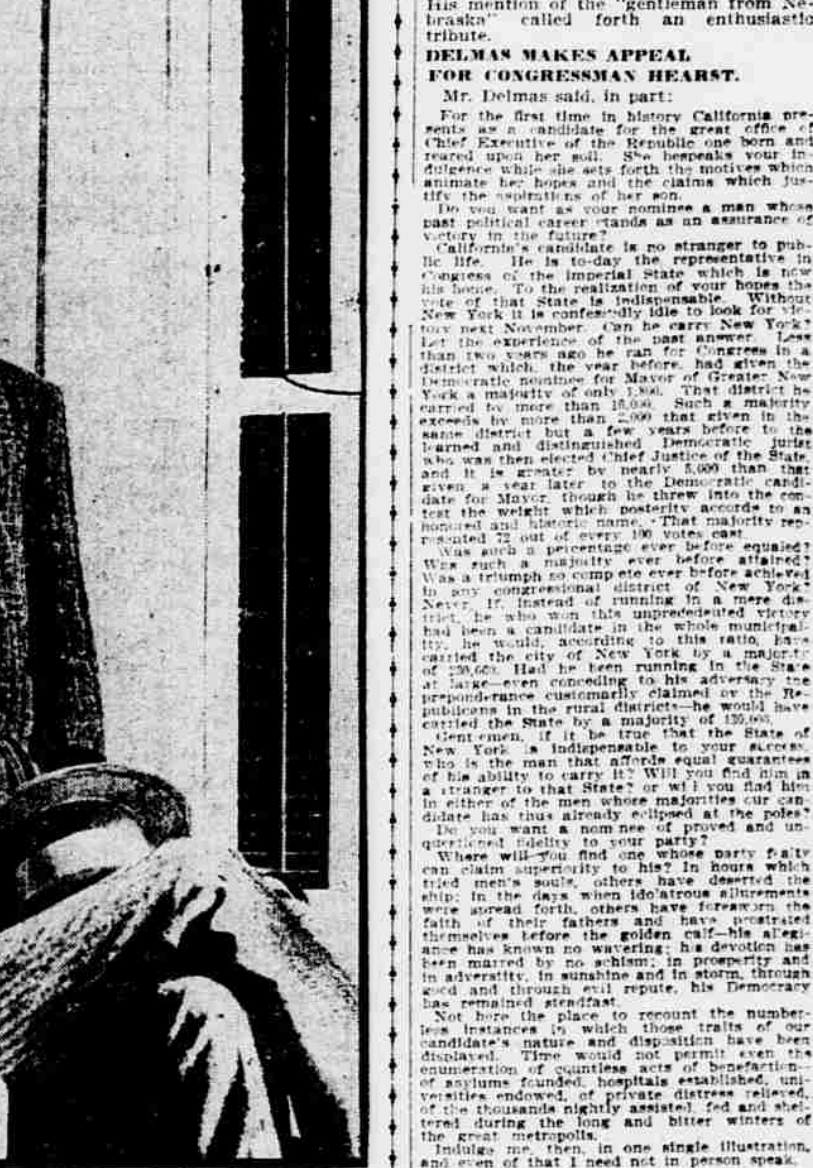 His mention of the "gentleman from Ne-
braska" called forth an enthusiastic
tribute.
DELMAS MAKES APPEAL
FOR CONGRESSMAN HEARST.
Mr. Delmas said, in part:
For the first time in history California pre-
sents as a candidate for the great office of
Chief Executive of the Republic one born and
reared upon her soil. She bespeaks your in-
dulgence while she sets forth the motives which
animate her hopes and the claims which jus-
tify the aspirations of her son.
Do you want as your nominee a man whose
past political career stands as an assurance of
victory in the future?
California's candidate is no stranger to pub-
lic life. He is to-day the representative in
Congress of the imperial State which is now
his home. To the realization of your hopes the
vote of that State is indispensable. Without
New York it is confessedly idle to look for vic-
tory next November. Can he carry New York?
Let the experience of the past answer. Less
than two years ago he ran for Congress in a
district which, the year before, had given the
Democratic nominee for Mayor of Greater New
York a majority of only 1,800. That district he
carried by more than Such a majority
exceeds by more than 2,000 that given in the
same district but a few years before to the
learned and distinguished Democratic jurist
who was then elected Chief Justice of the State,
and it is greater by nearly 5,000 than that
given a year later to the Democratic candi-
date for Mayor, though he threw into the con-
test the weight which posterity accords to an
honored and historic name. That majority rep-
resented 72 out of every 100 votes cast.
Was such a percentage ever before equaled?
Was such a majority ever before attained?
Was a triumph so complete ever before achieved
in any congressional district of New York?
Never. If, instead of running in a mere dis-
trict, he who won this unprecedented victory
had been a candidate in the whole municipal-
ity, he would, according to this ratio, have
carried the city of New York by a majority
of Had he been running in the State
at large—even conceding to his adversary the
preponderance customarily claimed by the Re-
publicans in the rural districts—he would have
carried the State by a majority of
Gentlemen, if it be true that the State of
New York is indispensable to your success,
who is the man that affords equal guarantees
of his ability to carry it? Will you find him in
a stranger to that State? or will you find him
in either of the men whose majorities our can-
didate has thus already eclipsed at the poles?
Do you want a nominee of proved and un-
questioned fidelity to your party?
Where will you find one whose party fealty
can claim superiority to his? In hours which
tried men's souls, others have deserted the
ship; in the days when idolatrous allurements
were spread forth, others have foresworn the
faith of their fathers and have prostrated
themselves before the golden calf—his allegi-
ance has known no wavering; his devotion has
been marred by no schism; in prosperity and
in adverstity, in sunshine and in storm, through
good and through evil repute, his Democracy
has remained steadfast.
Not here the place to recount the number-
less instances in which those traits of our
candidate's nature and disposition have been
displayed. Time would not permit even the
enumeration of countless acts of benefaction—
of asylums founded, hospitals established, uni-
versities endowed, of private distress relieved,
of the thousands nightly assisted, fed and shel-
tered during the long and bitter winters of
the great metropolis.
Indulge me, then, in one single illustration,
and even of that I need not in person speak.